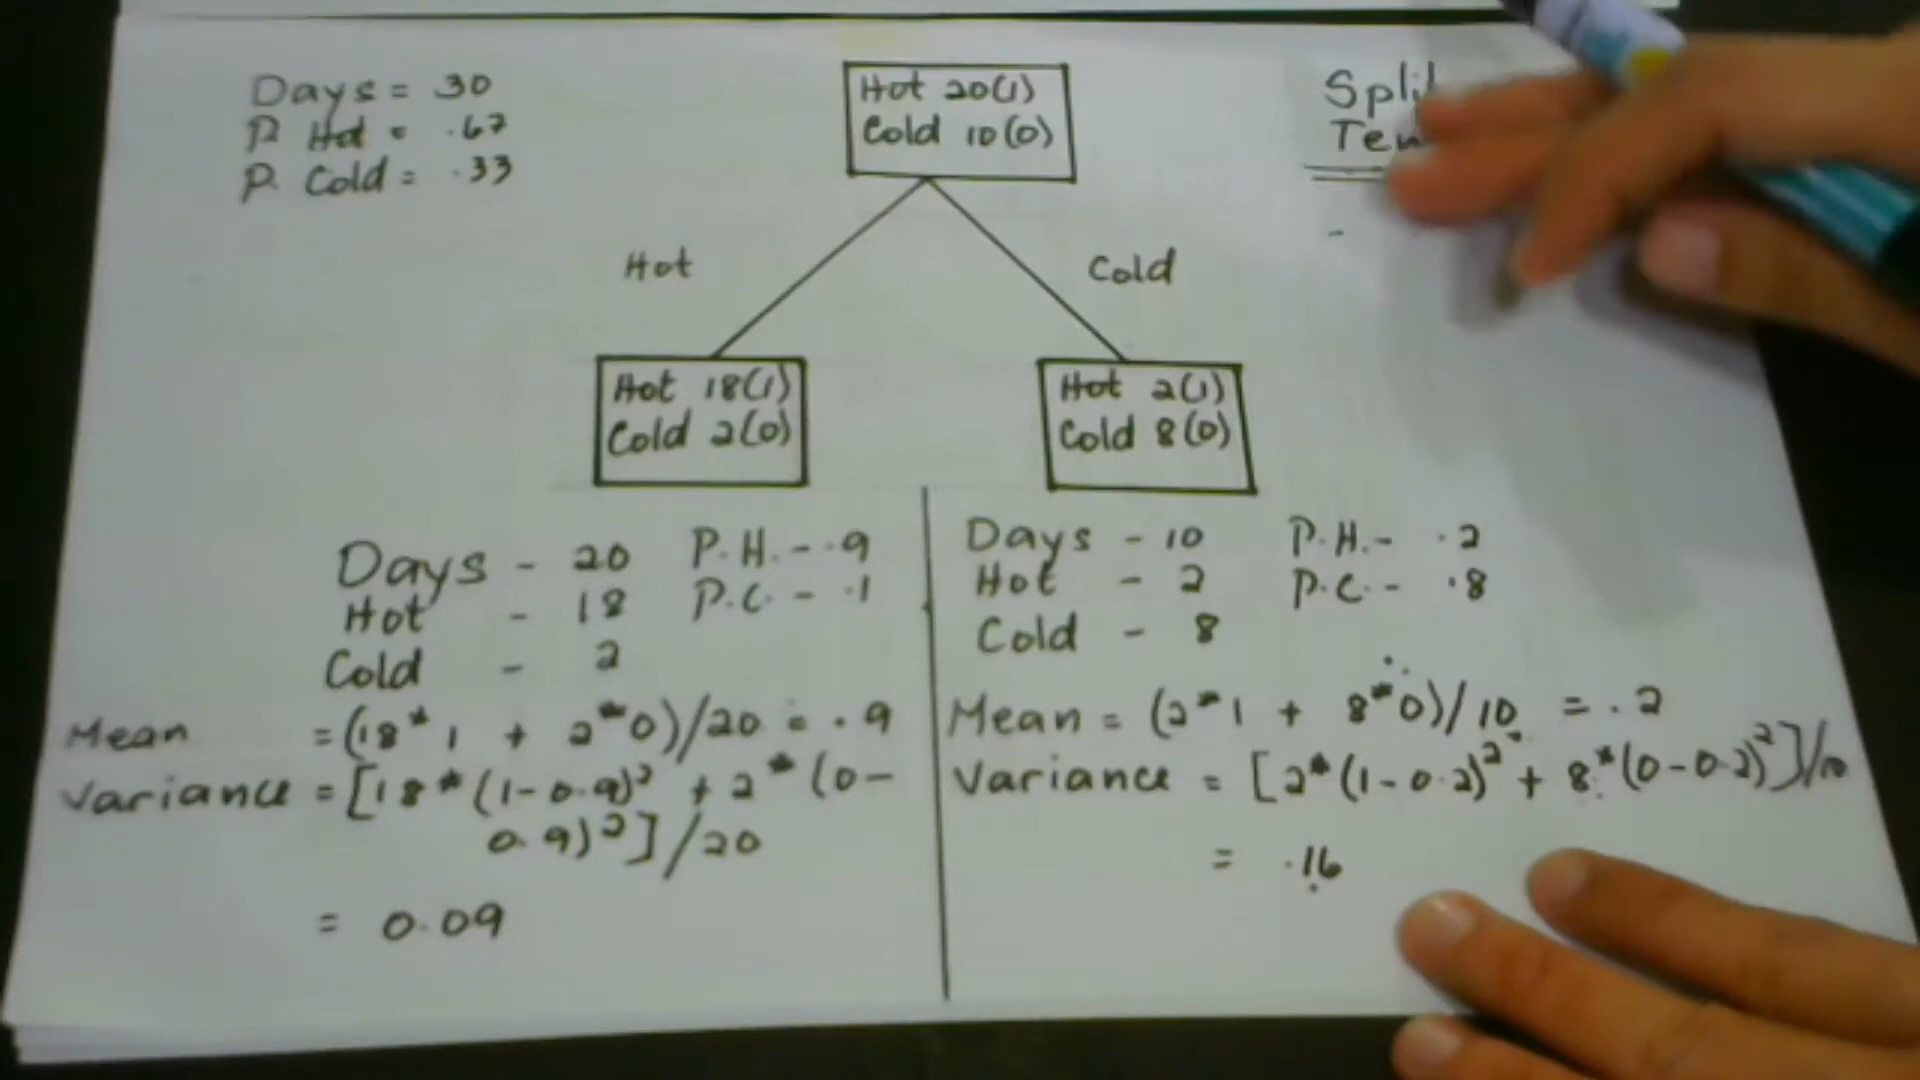 Days = 30
P Hot = .67
P. Cold = .33
Hot 20(1)
Cold 10(0)
Hot
Cold
Hot 18(1)
Cold 2(0)
Hot 2(1)
Cold 8(0)
Days - 20 P.H. - .9
Hot - 18 P.C. - .1
Cold - 2
Mean = (18*1 + 2*0)/20 = .9
Variance = [18*(1-0.9)² + 2*(0-
0.9)²]/20
= 0.09
Days - 10 P.H. - .2
Hot - 2 P.C. - .8
Cold - 8
Mean = (2*1 + 8*0)/10 = .2
Variance = [2*(1-0.2)² + 8*(0-0.2)²]/10
= .16